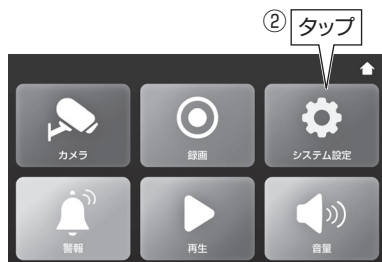 ② タップ
カメラ 録画 システム設定
警報 再生 音量